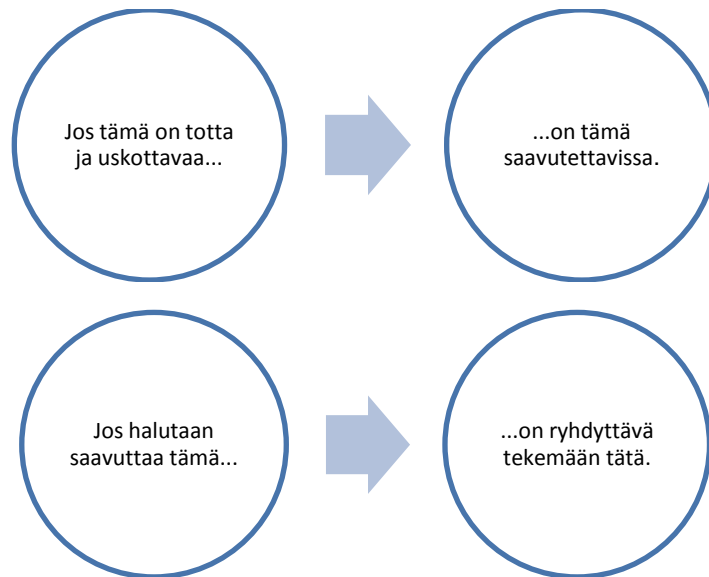 Jos tämä on totta
ja uskottavaa...
...on tämä
saavutettavissa.
Jos halutaan
saavuttaa tämä...
...on ryhdyttävä
tekemään tätä.